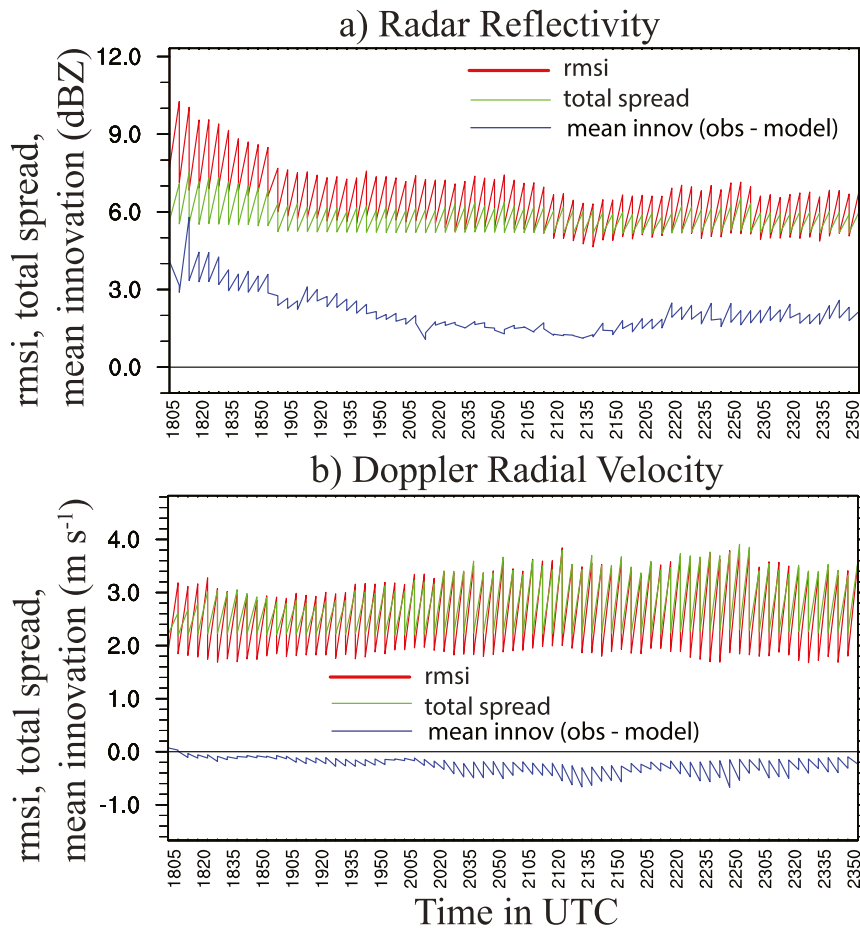 a) Radar Reflectivity
rmsi, total spread,
mean innovation (dBZ)
12.0
9.0
6.0
3.0
0.0
rmsi
total spread
mean innov (obs - model)
1805 1820 1835 1850 1905 1920 1935 1950 2005 2020 2035 2050 2105 2120 2135 2150 2205 2220 2235 2250 2305 2320 2335 2350
b) Doppler Radial Velocity
rmsi, total spread,
mean innovation (m s⁻¹)
4.0
3.0
2.0
1.0
0.0
-1.0
rmsi
total spread
mean innov (obs - model)
1805 1820 1835 1850 1905 1920 1935 1950 2005 2020 2035 2050 2105 2120 2135 2150 2205 2220 2235 2250 2305 2320 2335 2350
Time in UTC